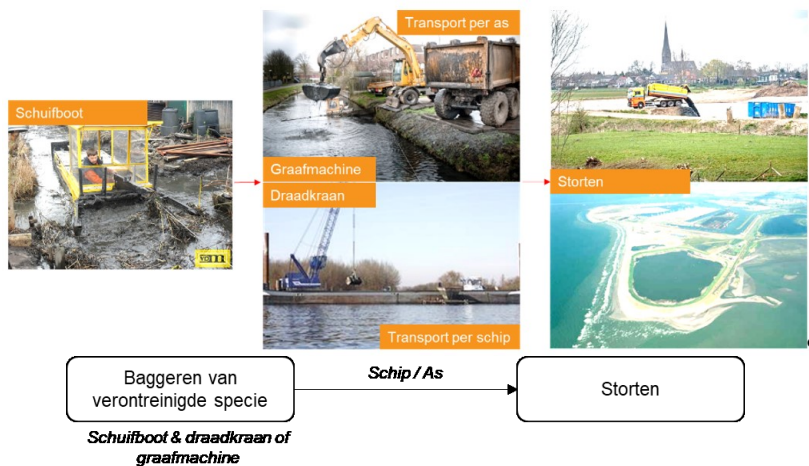 Transport per as
Schuifboot
Graafmachine
Draadkraan
Storten
Transport per schip
Baggeren van
verontreinigde specie
Schip / As
Storten
Schuifboot & draadkraan of
graafmachine